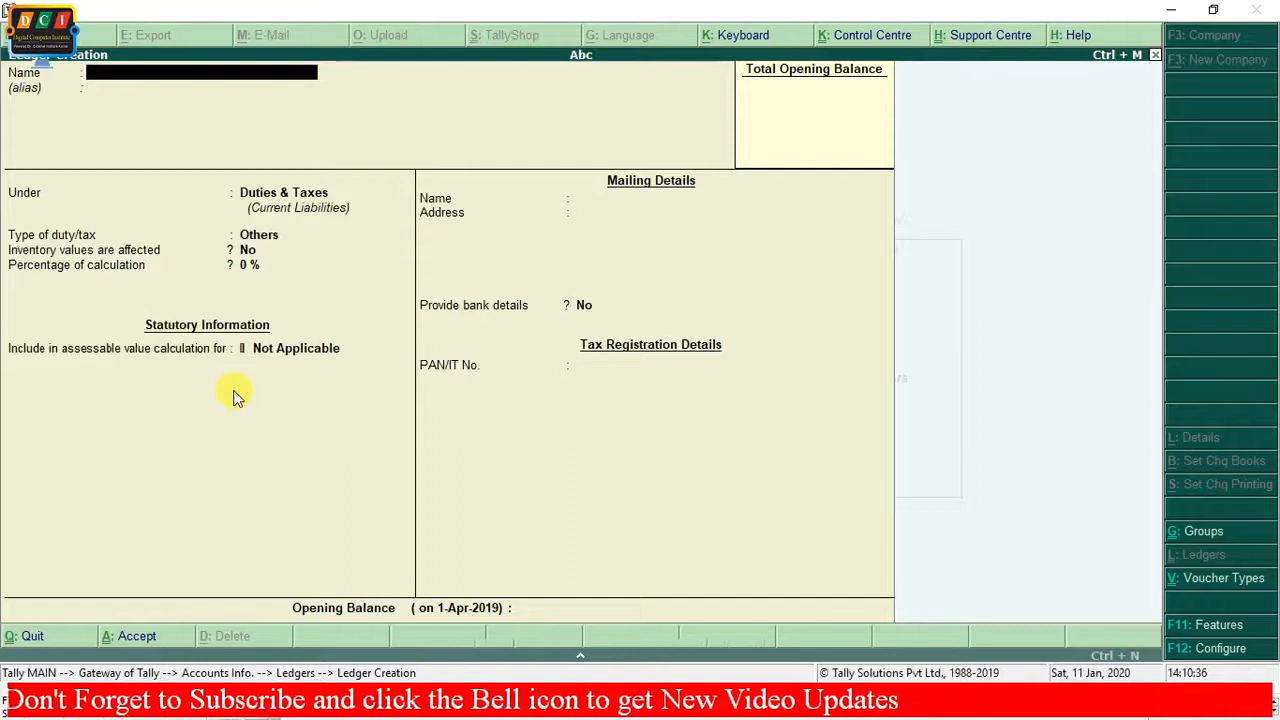 D C I
Digital Computer Institute
E: Export
M: E-Mail
O: Upload
S: TallyShop
G: Language
K: Keyboard
K: Control Centre
H: Support Centre
H: Help
F3: Company
F3: New Company
Creation
Abc
Ctrl + M
Name :
(alias) :
Total Opening Balance
Under : Duties & Taxes
(Current Liabilities)
Type of duty/tax : Others
Inventory values are affected ? No
Percentage of calculation ? 0 %
Statutory Information
Include in assessable value calculation for : Not Applicable
Mailing Details
Name :
Address :
Provide bank details ? No
Tax Registration Details
PAN/IT No. :
Opening Balance ( on 1-Apr-2019) :
L: Details
B: Set Chq Books
S: Set Chq Printing
G: Groups
L: Ledgers
V: Voucher Types
F11: Features
F12: Configure
Q: Quit
A: Accept
D: Delete
Ctrl + N
Tally MAIN --> Gateway of Tally --> Accounts Info. --> Ledgers --> Ledger Creation
© Tally Solutions Pvt Ltd., 1988-2019
Sat, 11 Jan, 2020
14:10:36
Don't Forget to Subscribe and click the Bell icon to get New Video Updates